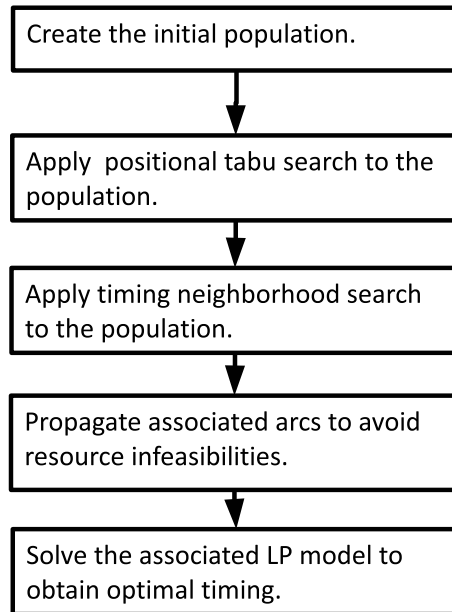 Create the initial population.
Apply positional tabu search to the
population.
Apply timing neighborhood search
to the population.
Propagate associated arcs to avoid
resource infeasibilities.
Solve the associated LP model to
obtain optimal timing.